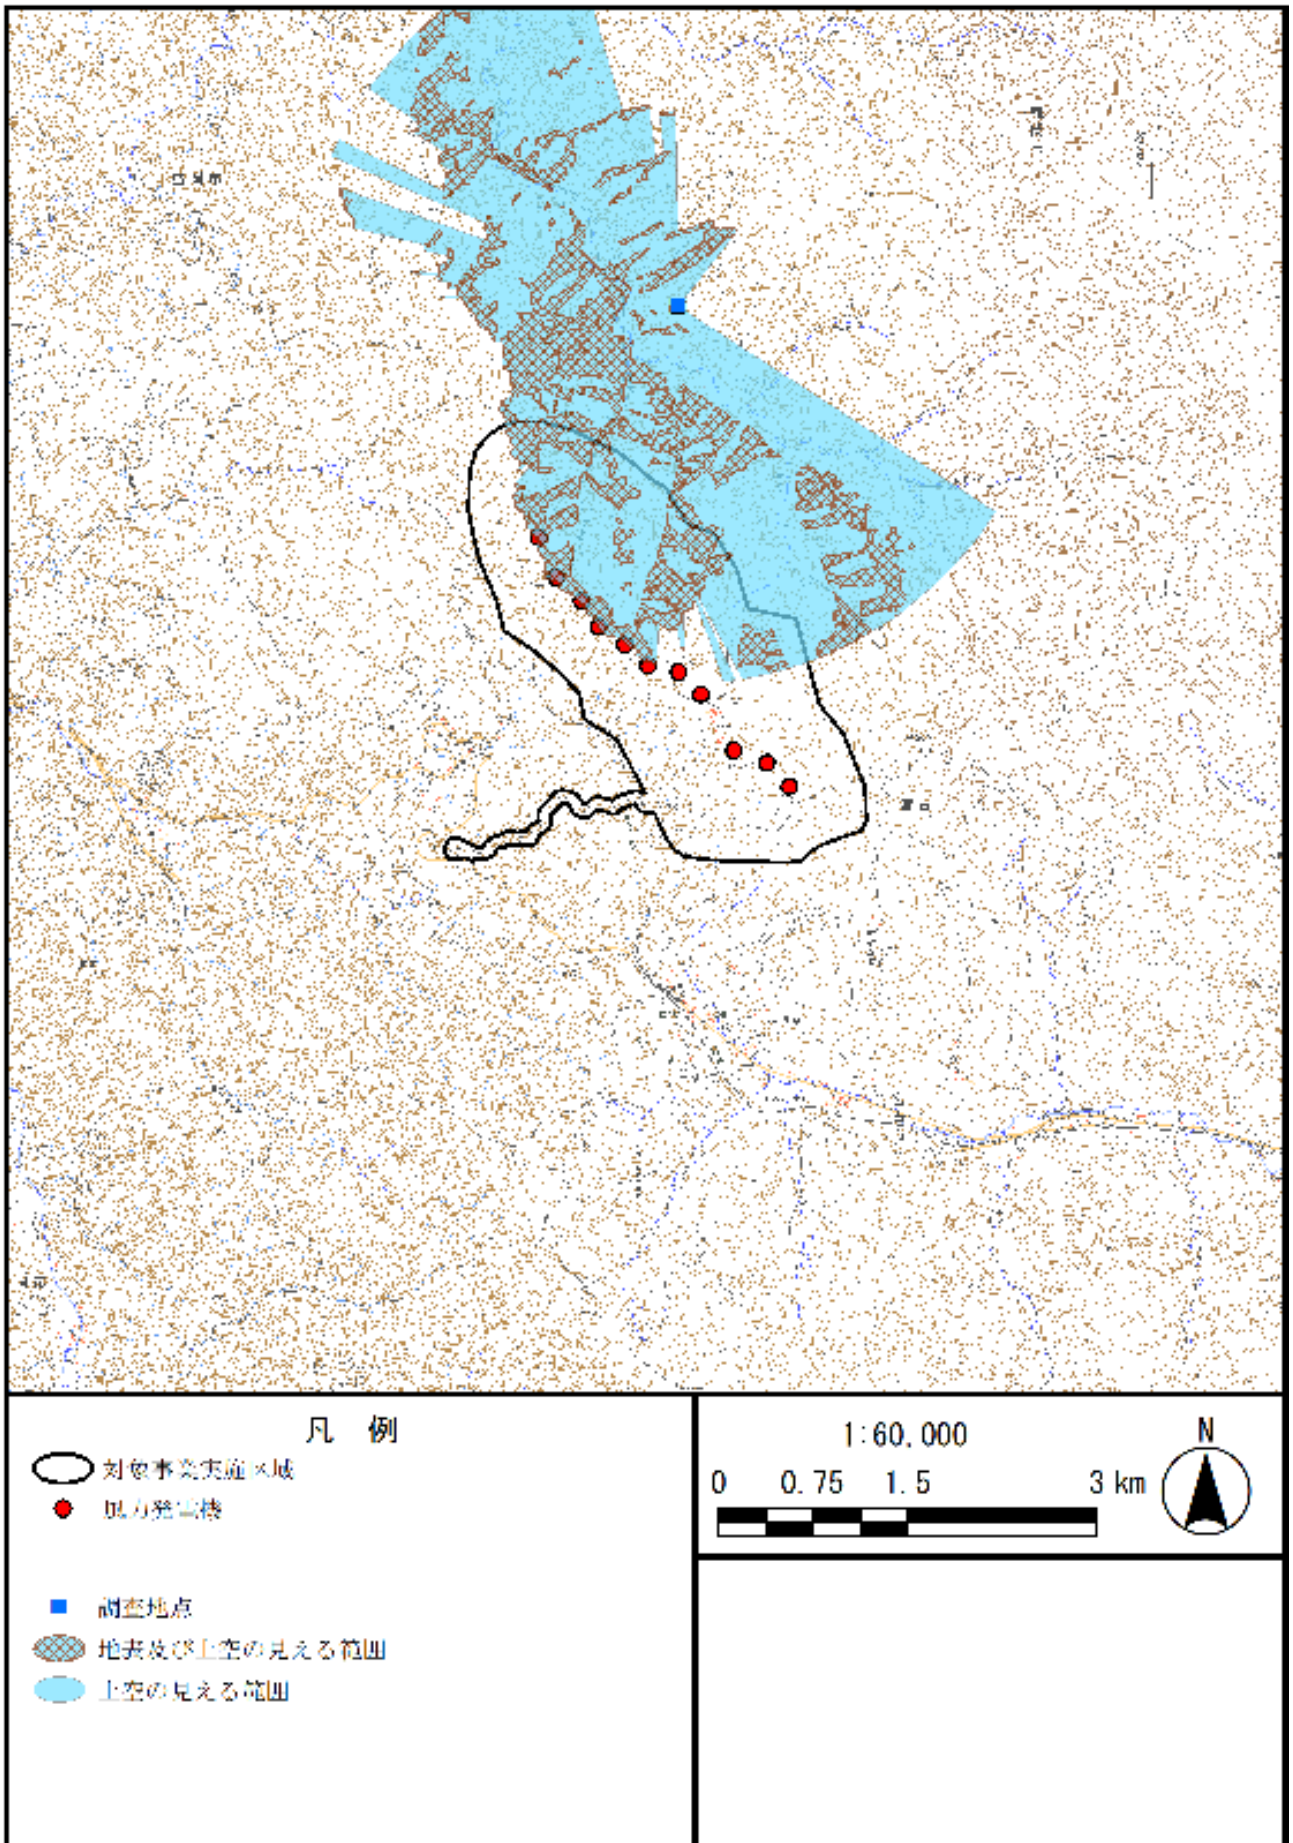 凡 例
対象事業実施区域
風力発電機
調査地点
地表及び上空の見える範囲
上空の見える範囲
1:60,000
0 0.75 1.5 3 km
N